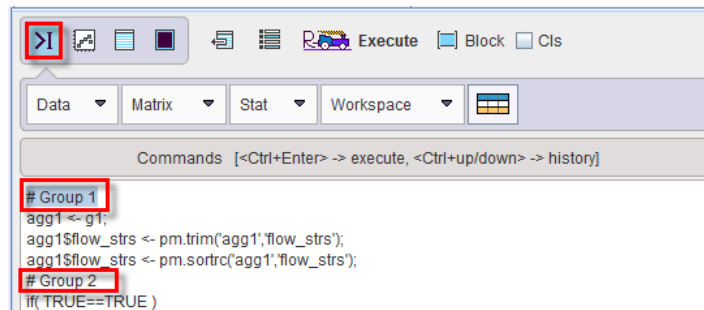 >I R Execute Block Cls
Data Matrix Stat Workspace
Commands [<Ctrl+Enter> -> execute, <Ctrl+up/down> -> history]
# Group 1
agg1 <- g1;
agg1$flow_strs <- pm.trim('agg1','flow_strs');
agg1$flow_strs <- pm.sortrc('agg1','flow_strs');
# Group 2
if( TRUE==TRUE )